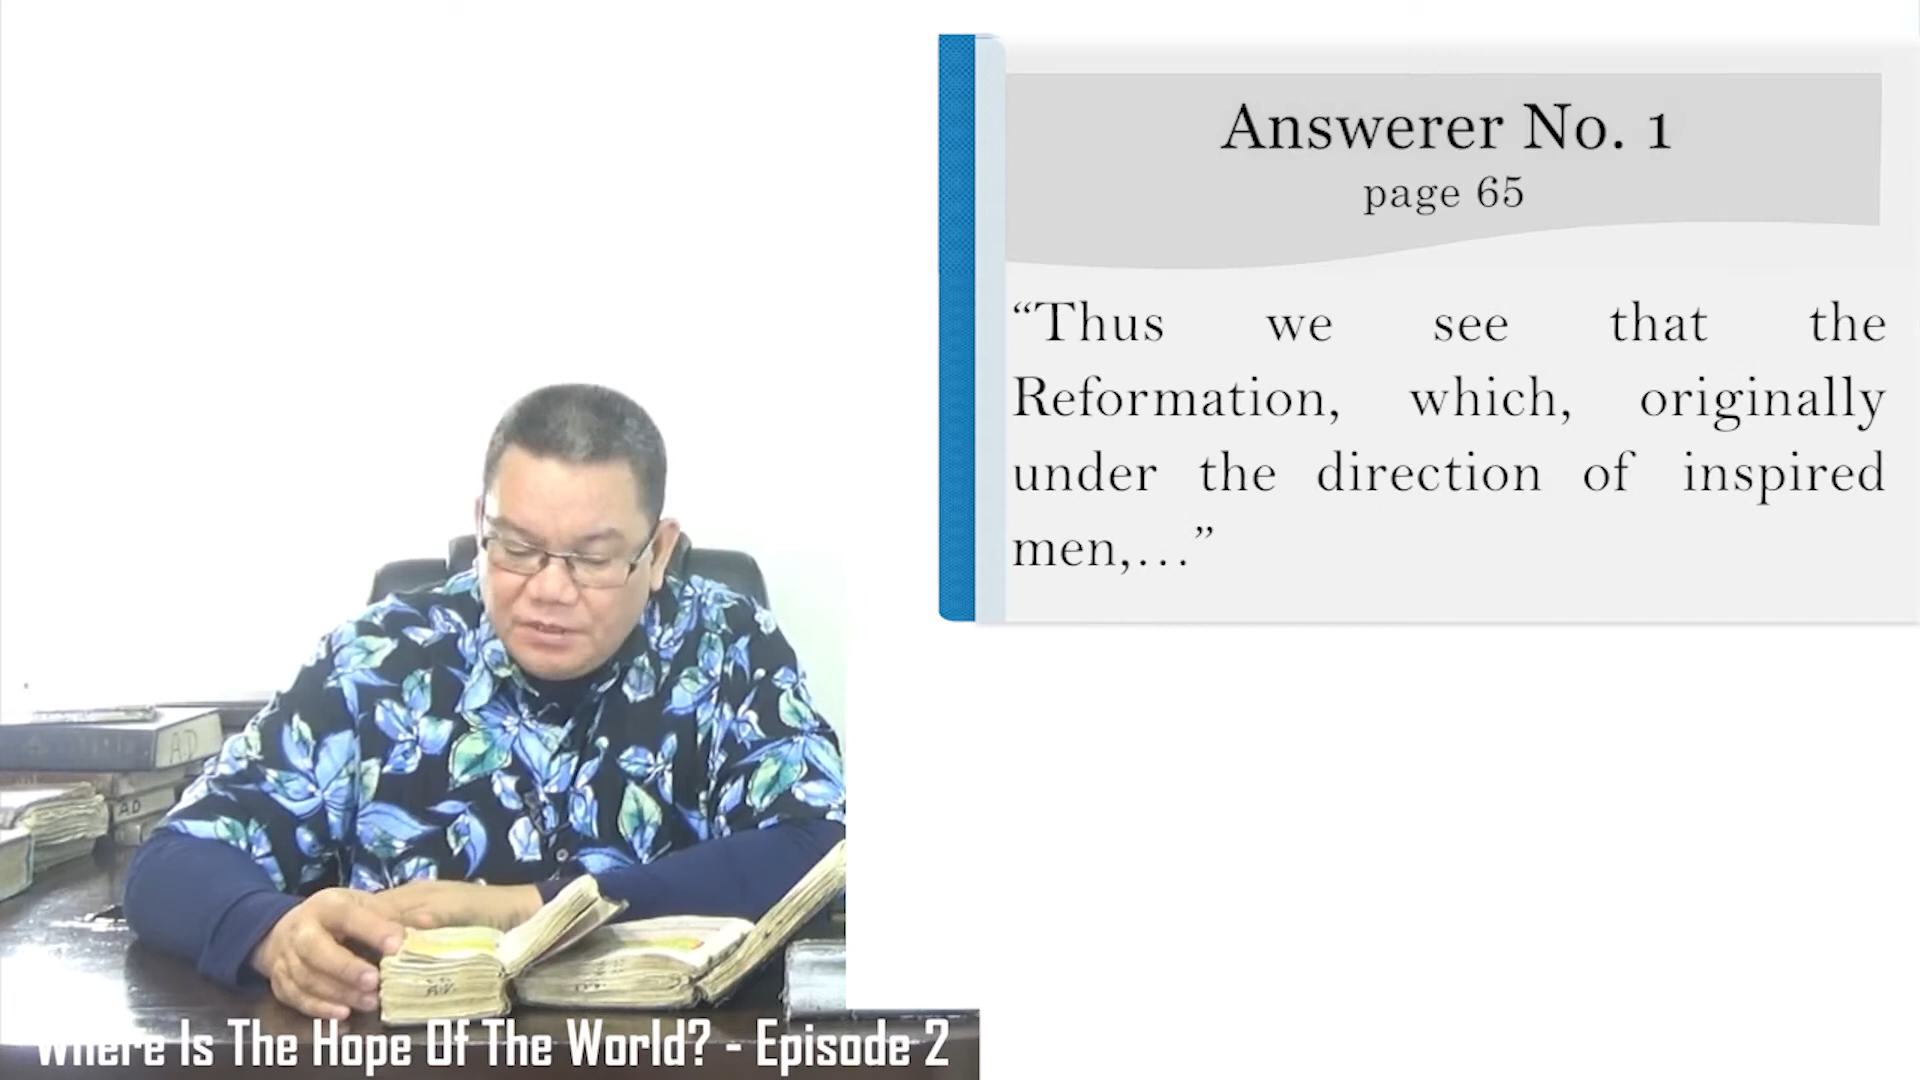 Answerer No. 1
page 65
“Thus we see that the
Reformation, which, originally
under the direction of inspired
men,…”
A.D
AD
Where Is The Hope Of The World? - Episode 2